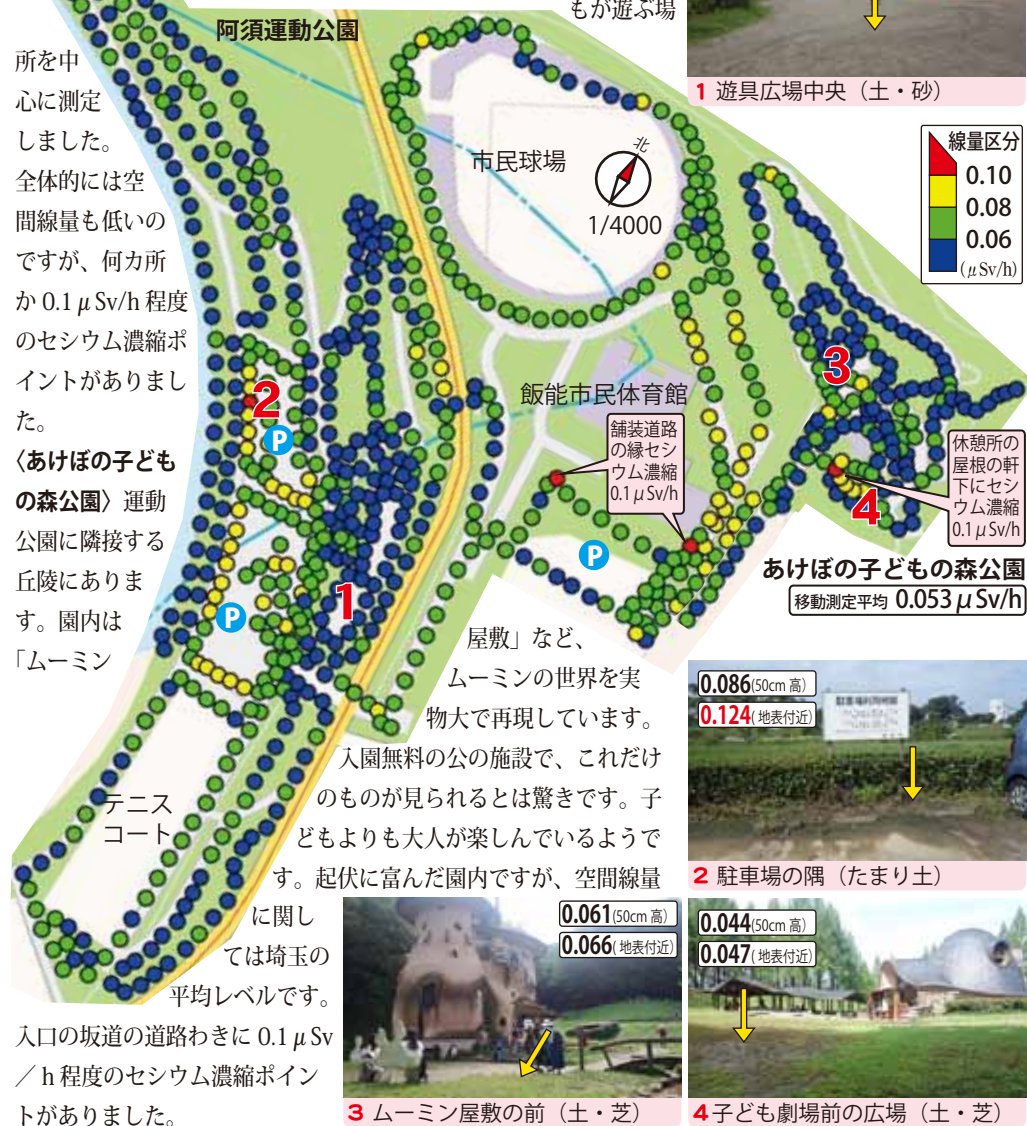 もが遊ぶ場
所を中
心に測定
しました。
全体的には空
間線量も低いの
ですが、何カ所
か 0.1 μ Sv/h 程度
のセシウム濃縮ポ
イントがありまし
た。
〈あけぼの子ども
の森公園〉運動
公園に隣接する
丘陵にありま
す。園内は
「ムーミン
屋敷」など、
ムーミンの世界を実
物大で再現しています。
入園無料の公の施設で、これだけ
のものが見られるとは驚きです。子
どもよりも大人が楽しんでいるようで
す。起伏に富んだ園内ですが、空間線量
に関し
ては埼玉の
平均レベルです。
入口の坂道の道路わきに 0.1 μ Sv
／ h 程度のセシウム濃縮ポイン
トがありました。
阿須運動公園
市民球場
北
1/4000
飯能市民体育館
舗装道路
の縁セシ
ウム濃縮
0.1 μ Sv/h
P
P
P
1
2
3
4
テニス
コート
1 遊具広場中央（土・砂）
線量区分
0.10
0.08
0.06
(μ Sv/h)
休憩所の
屋根の軒
下にセシ
ウム濃縮
0.1 μ Sv/h
あけぼの子どもの森公園
移動測定平均 0.053 μ Sv/h
0.086(50cm 高)
0.124(地表付近)
2 駐車場の隅（たまり土）
0.061(50cm 高)
0.066(地表付近)
3 ムーミン屋敷の前（土・芝）
0.044(50cm 高)
0.047(地表付近)
4 子ども劇場前の広場（土・芝）